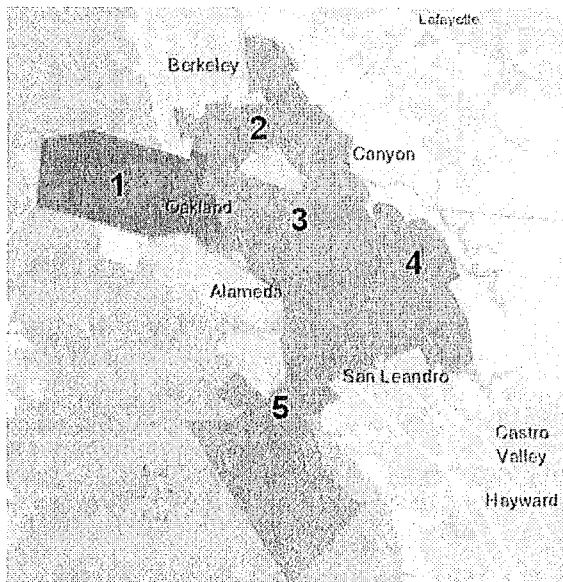 Lafayette
Berkeley
2
Canyon
1
Oakland
3
4
Alameda
San Leandro
5
Castro
Valley
Hayward